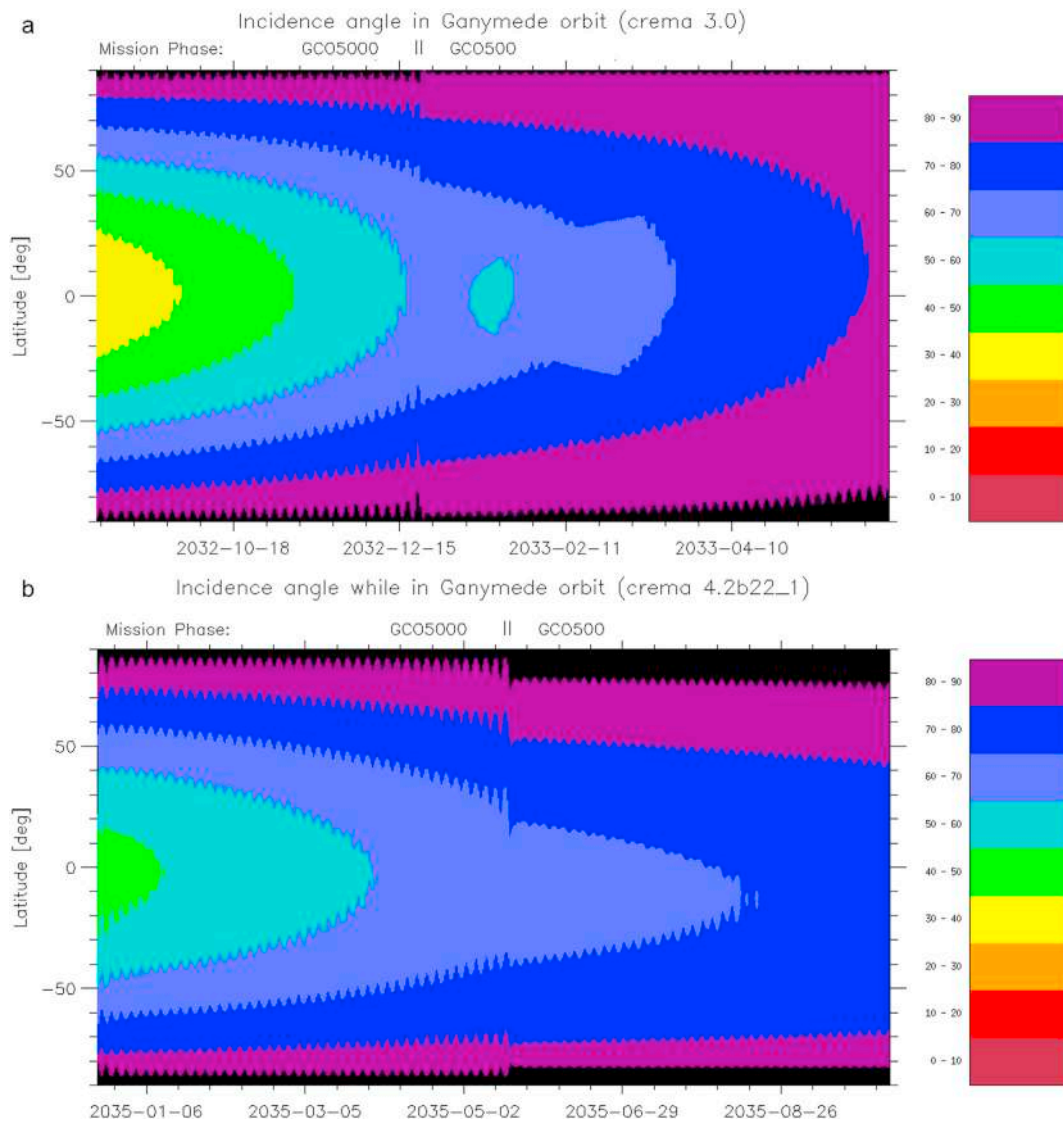 a
Incidence angle in Ganymede orbit (crema 3.0)
Mission Phase: GCO5000 || GCO500
Latitude [deg]
50
0
-50
2032-10-18 2032-12-15 2033-02-11 2033-04-10
80 - 90
70 - 80
60 - 70
50 - 60
40 - 50
30 - 40
20 - 30
10 - 20
0 - 10
b
Incidence angle while in Ganymede orbit (crema 4.2b22_1)
Mission Phase: GCO5000 || GCO500
Latitude [deg]
50
0
-50
2035-01-06 2035-03-05 2035-05-02 2035-06-29 2035-08-26
80 - 90
70 - 80
60 - 70
50 - 60
40 - 50
30 - 40
20 - 30
10 - 20
0 - 10